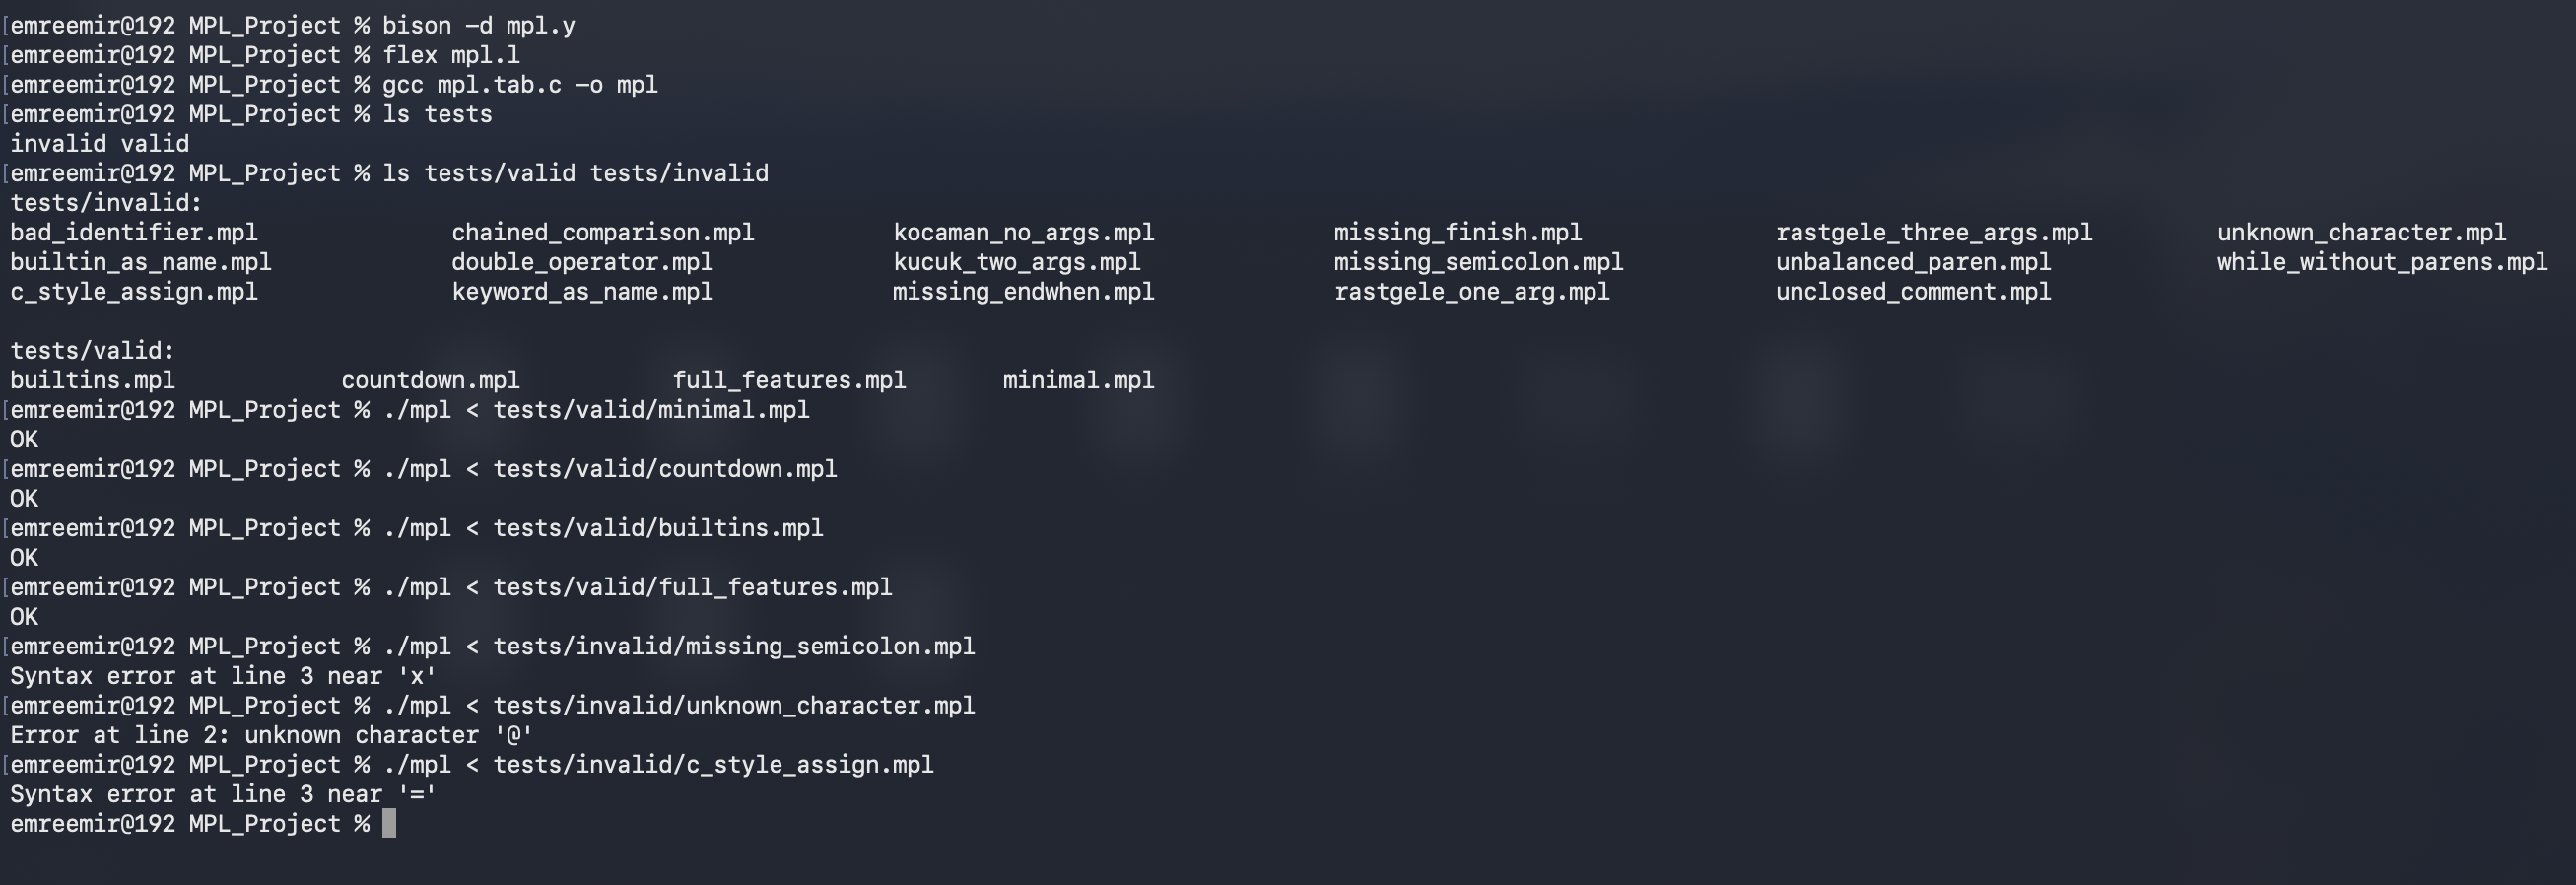 [emreemir@192 MPL_Project % bison -d mpl.y
[emreemir@192 MPL_Project % flex mpl.l
[emreemir@192 MPL_Project % gcc mpl.tab.c -o mpl
[emreemir@192 MPL_Project % ls tests
invalid valid
[emreemir@192 MPL_Project % ls tests/valid tests/invalid
tests/invalid:
bad_identifier.mpl chained_comparison.mpl kocaman_no_args.mpl missing_finish.mpl rastgele_three_args.mpl unknown_character.mpl
builtin_as_name.mpl double_operator.mpl kucuk_two_args.mpl missing_semicolon.mpl unbalanced_paren.mpl while_without_parens.mpl
c_style_assign.mpl keyword_as_name.mpl missing_endwhen.mpl rastgele_one_arg.mpl unclosed_comment.mpl
tests/valid:
builtins.mpl countdown.mpl full_features.mpl minimal.mpl
[emreemir@192 MPL_Project % ./mpl < tests/valid/minimal.mpl
OK
[emreemir@192 MPL_Project % ./mpl < tests/valid/countdown.mpl
OK
[emreemir@192 MPL_Project % ./mpl < tests/valid/builtins.mpl
OK
[emreemir@192 MPL_Project % ./mpl < tests/valid/full_features.mpl
OK
[emreemir@192 MPL_Project % ./mpl < tests/invalid/missing_semicolon.mpl
Syntax error at line 3 near 'x'
[emreemir@192 MPL_Project % ./mpl < tests/invalid/unknown_character.mpl
Error at line 2: unknown character '@'
[emreemir@192 MPL_Project % ./mpl < tests/invalid/c_style_assign.mpl
Syntax error at line 3 near '='
emreemir@192 MPL_Project %